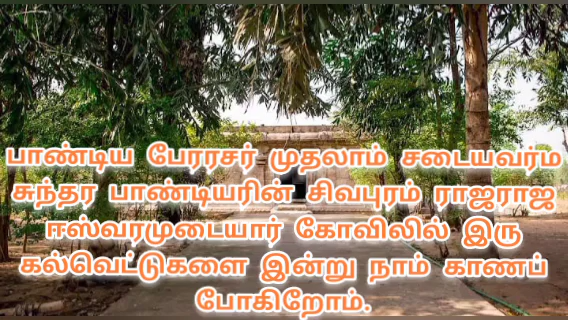 பாண்டிய பேரரசர் முதலாம் சடையவர்ம
சுந்தர பாண்டியரின் சிவபுரம் ராஜராஜ
ஈஸ்வரமுடையார் கோவிலில் இரு
கல்வெட்டுகளை இன்று நாம் காணப்
போகிறோம்.